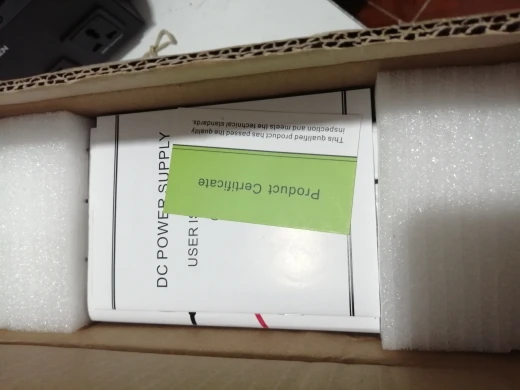 This qualified product has passed the quality
inspection and meets the technical standards.
Product Certificate
DC POWER SUPPLY
USER